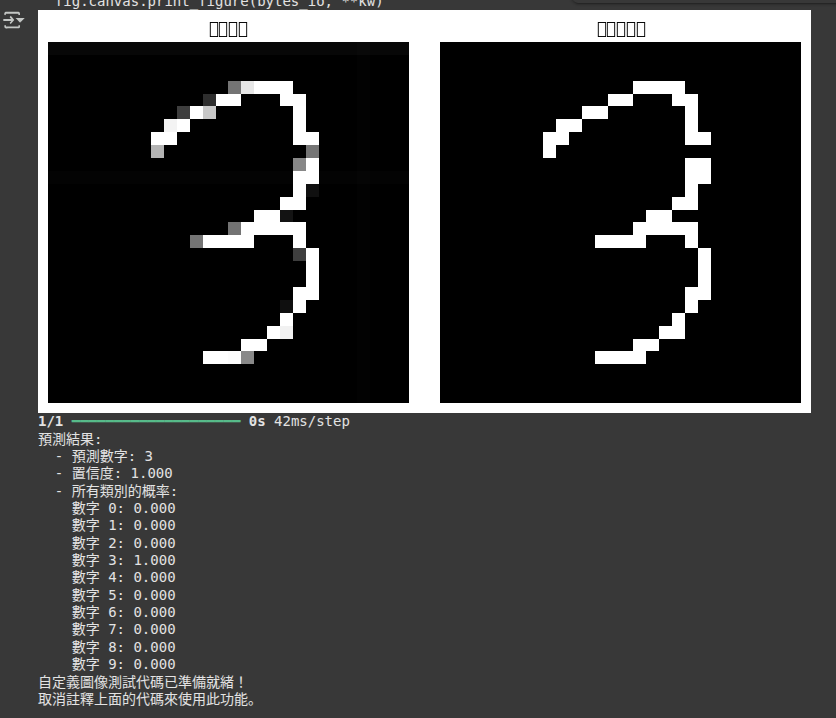 fig.canvas.print_figure(bytes_io, **kw)
1/1 ━━━━━━━━━━━━━━━━━━━━ 0s 42ms/step
預測結果:
- 預測數字: 3
- 置信度: 1.000
- 所有類別的概率:
數字 0: 0.000
數字 1: 0.000
數字 2: 0.000
數字 3: 1.000
數字 4: 0.000
數字 5: 0.000
數字 6: 0.000
數字 7: 0.000
數字 8: 0.000
數字 9: 0.000
自定義圖像測試代碼已準備就緒！
取消註釋上面的代碼來使用此功能。